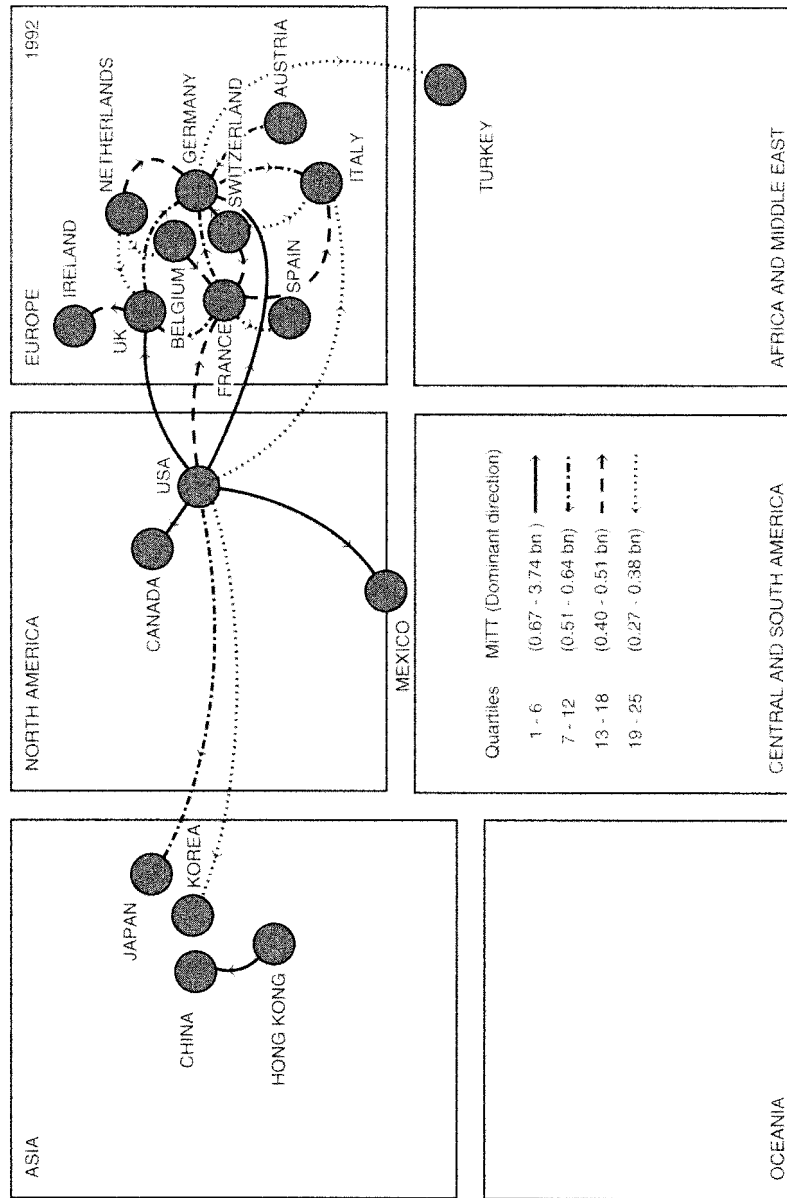 ASIA
JAPAN
KOREA
CHINA
HONG KONG
OCEANIA
NORTH AMERICA
USA
CANADA
MEXICO
CENTRAL AND SOUTH AMERICA
Quartiles MiTT (Dominant direction)
1 - 6 (0.67 - 3.74 bn )
7 - 12 (0.51 - 0.64 bn)
13 - 18 (0.40 - 0.51 bn)
19 - 25 (0.27 - 0.38 bn)
EUROPE
1992
IRELAND
NETHERLANDS
UK
GERMANY
BELGIUM
SWITZERLAND
AUSTRIA
FRANCE
SPAIN
ITALY
AFRICA AND MIDDLE EAST
TURKEY